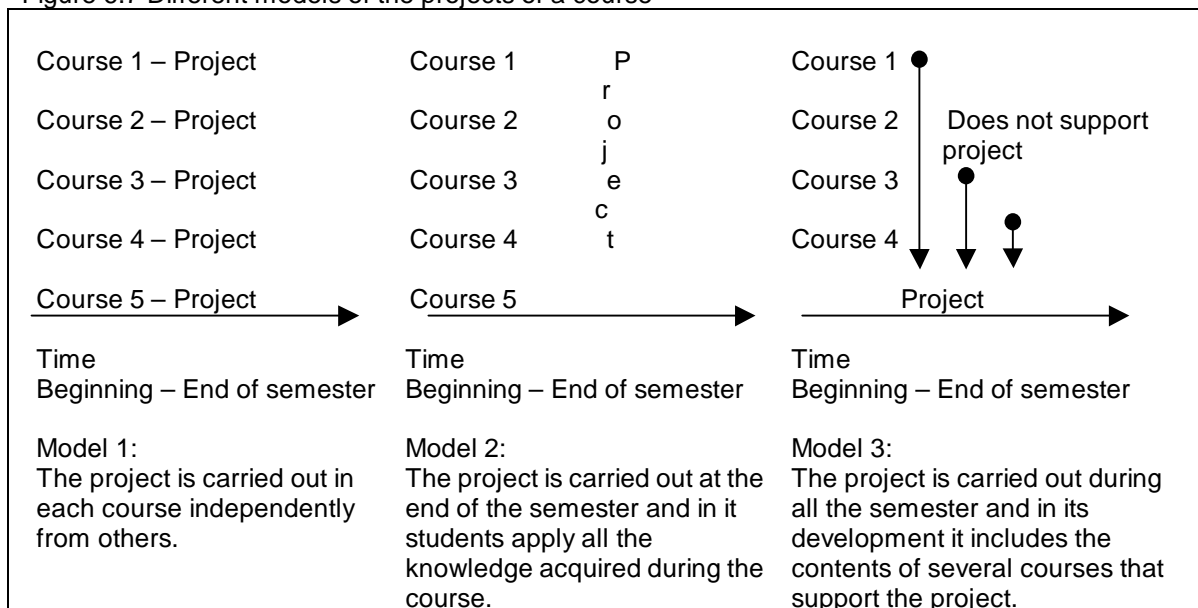 Different models of the projects of a course
Course 1 – Project
Course 2 – Project
Course 3 – Project
Course 4 – Project
Course 5 – Project
Time
Beginning – End of semester
Model 1:
The project is carried out in
each course independently
from others.
Course 1
Course 2
Course 3
Course 4
Course 5
P
r
o
j
e
c
t
Time
Beginning – End of semester
Model 2:
The project is carried out at the
end of the semester and in it
students apply all the
knowledge acquired during the
course.
Course 1
Course 2 Does not support
project
Course 3
Course 4
Project
Time
Beginning – End of semester
Model 3:
The project is carried out during
all the semester and in its
development it includes the
contents of several courses that
support the project.